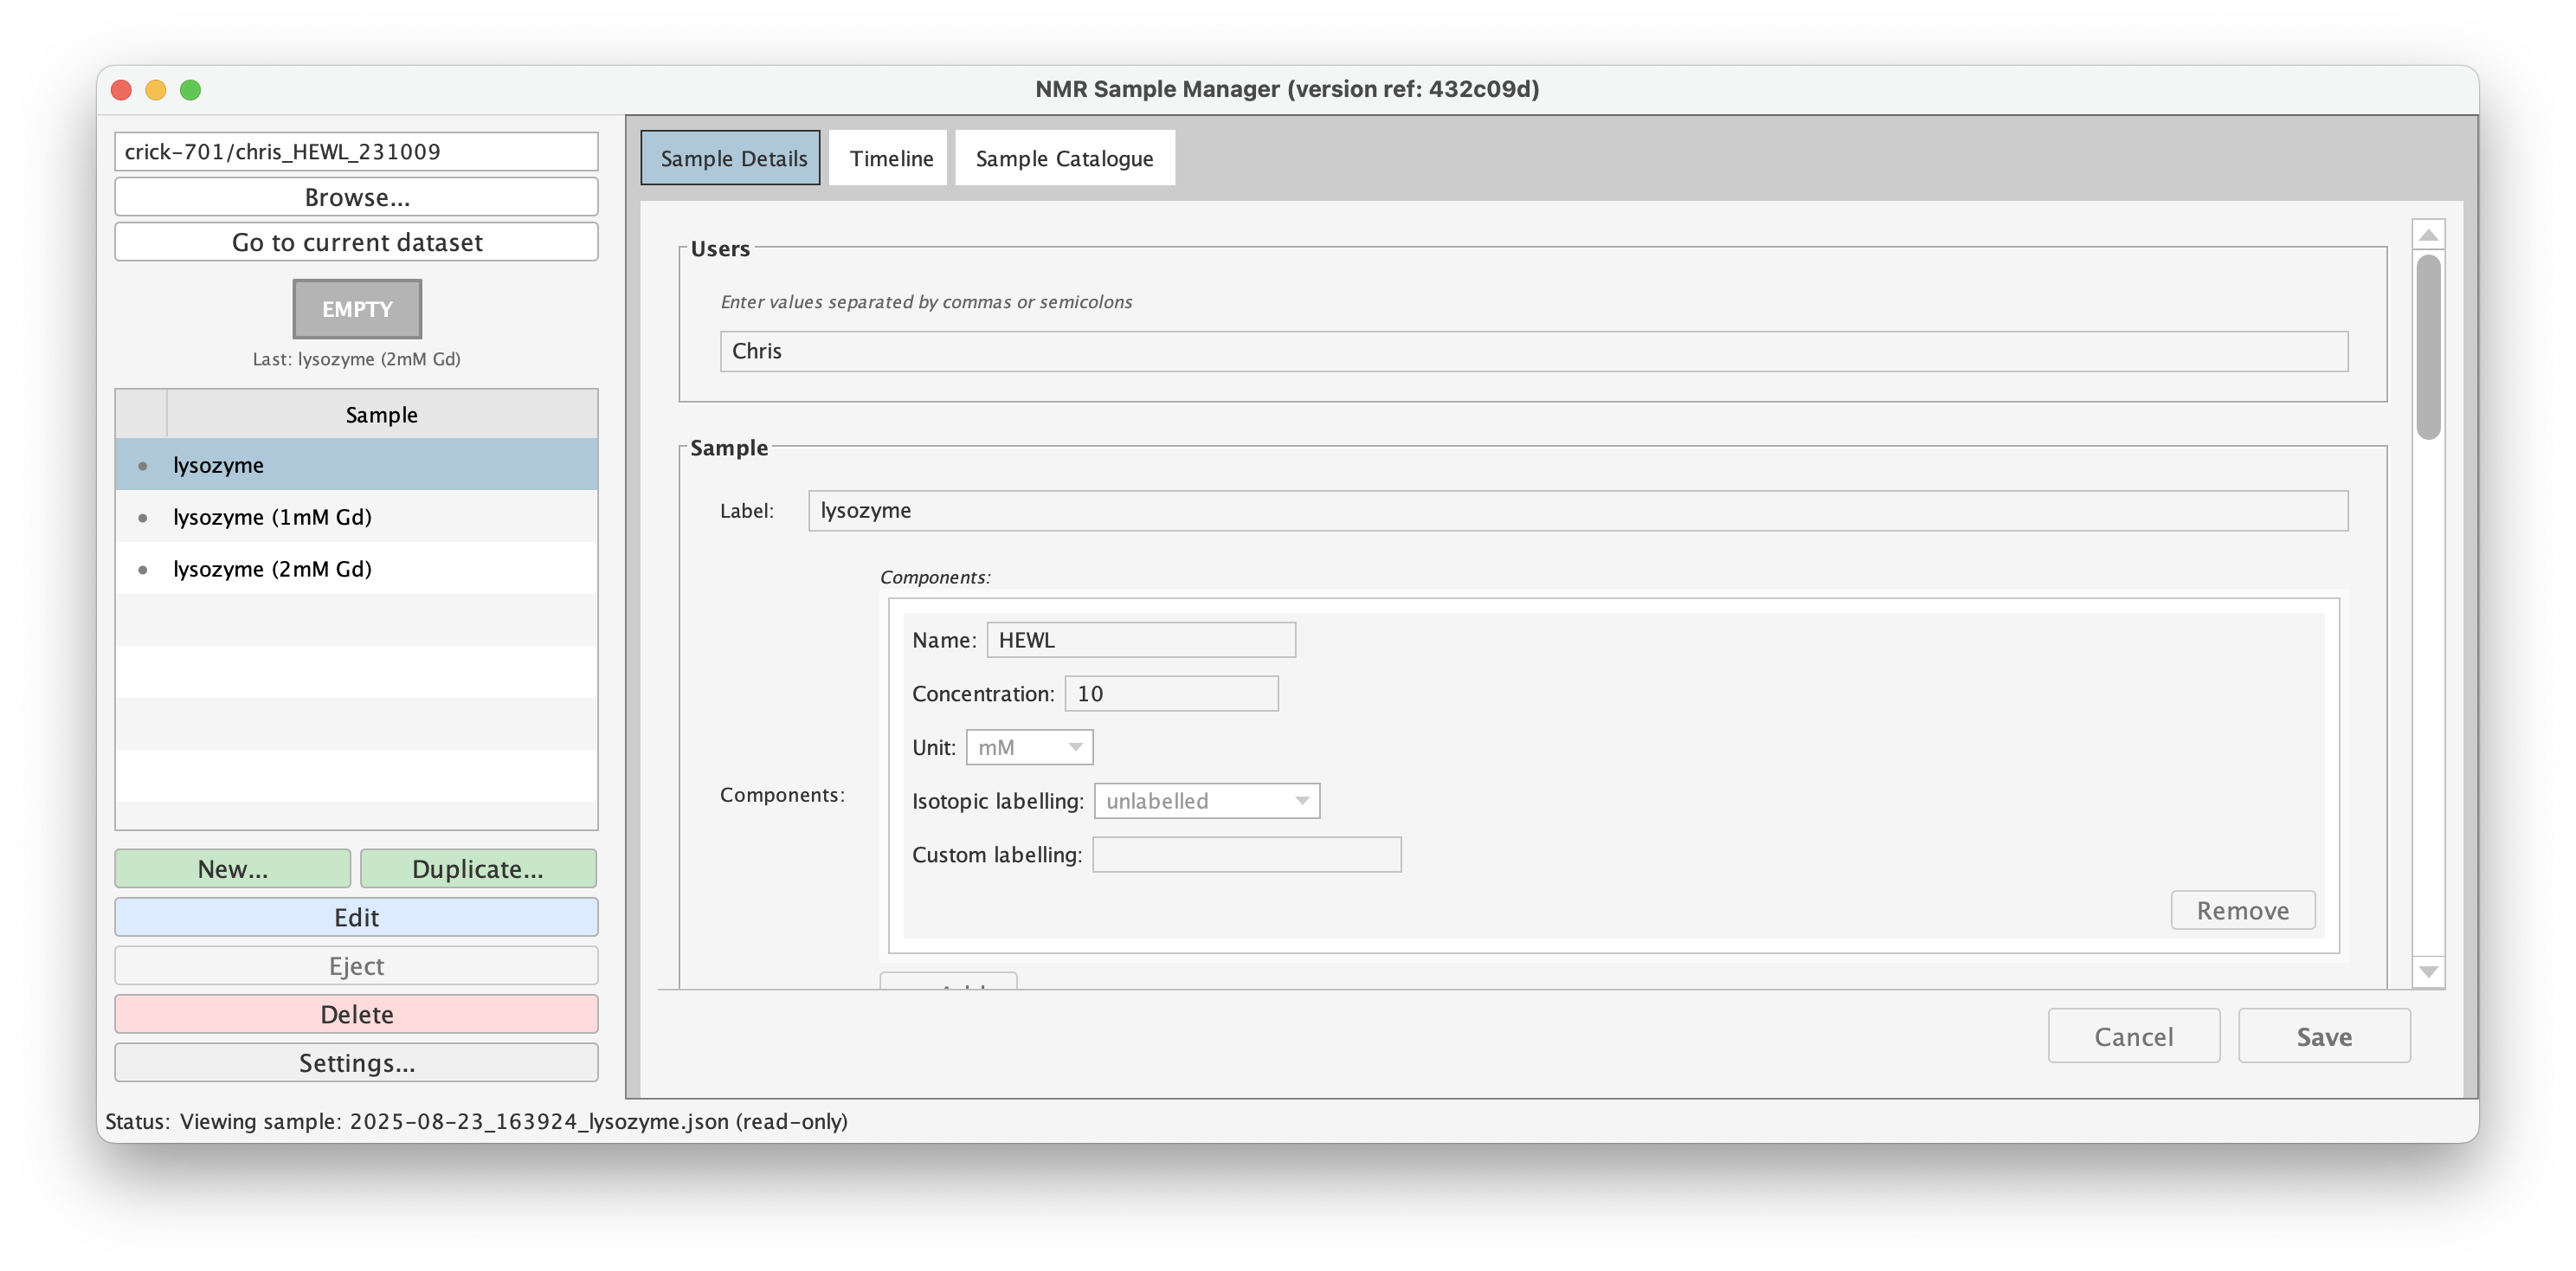 NMR Sample Manager (version ref: 432c09d)
crick-701/chris_HEWL_231009
Browse...
Go to current dataset
EMPTY
Last: lysozyme (2mM Gd)
Sample
lysozyme
lysozyme (1mM Gd)
lysozyme (2mM Gd)
New...
Duplicate...
Edit
Eject
Delete
Settings...
Sample Details
Timeline
Sample Catalogue
Users
Enter values separated by commas or semicolons
Chris
Sample
Label: lysozyme
Components:
Components:
Name: HEWL
Concentration: 10
Unit: mM
Isotopic labelling: unlabelled
Custom labelling:
Remove
Cancel
Save
Status: Viewing sample: 2025-08-23_163924_lysozyme.json (read-only)